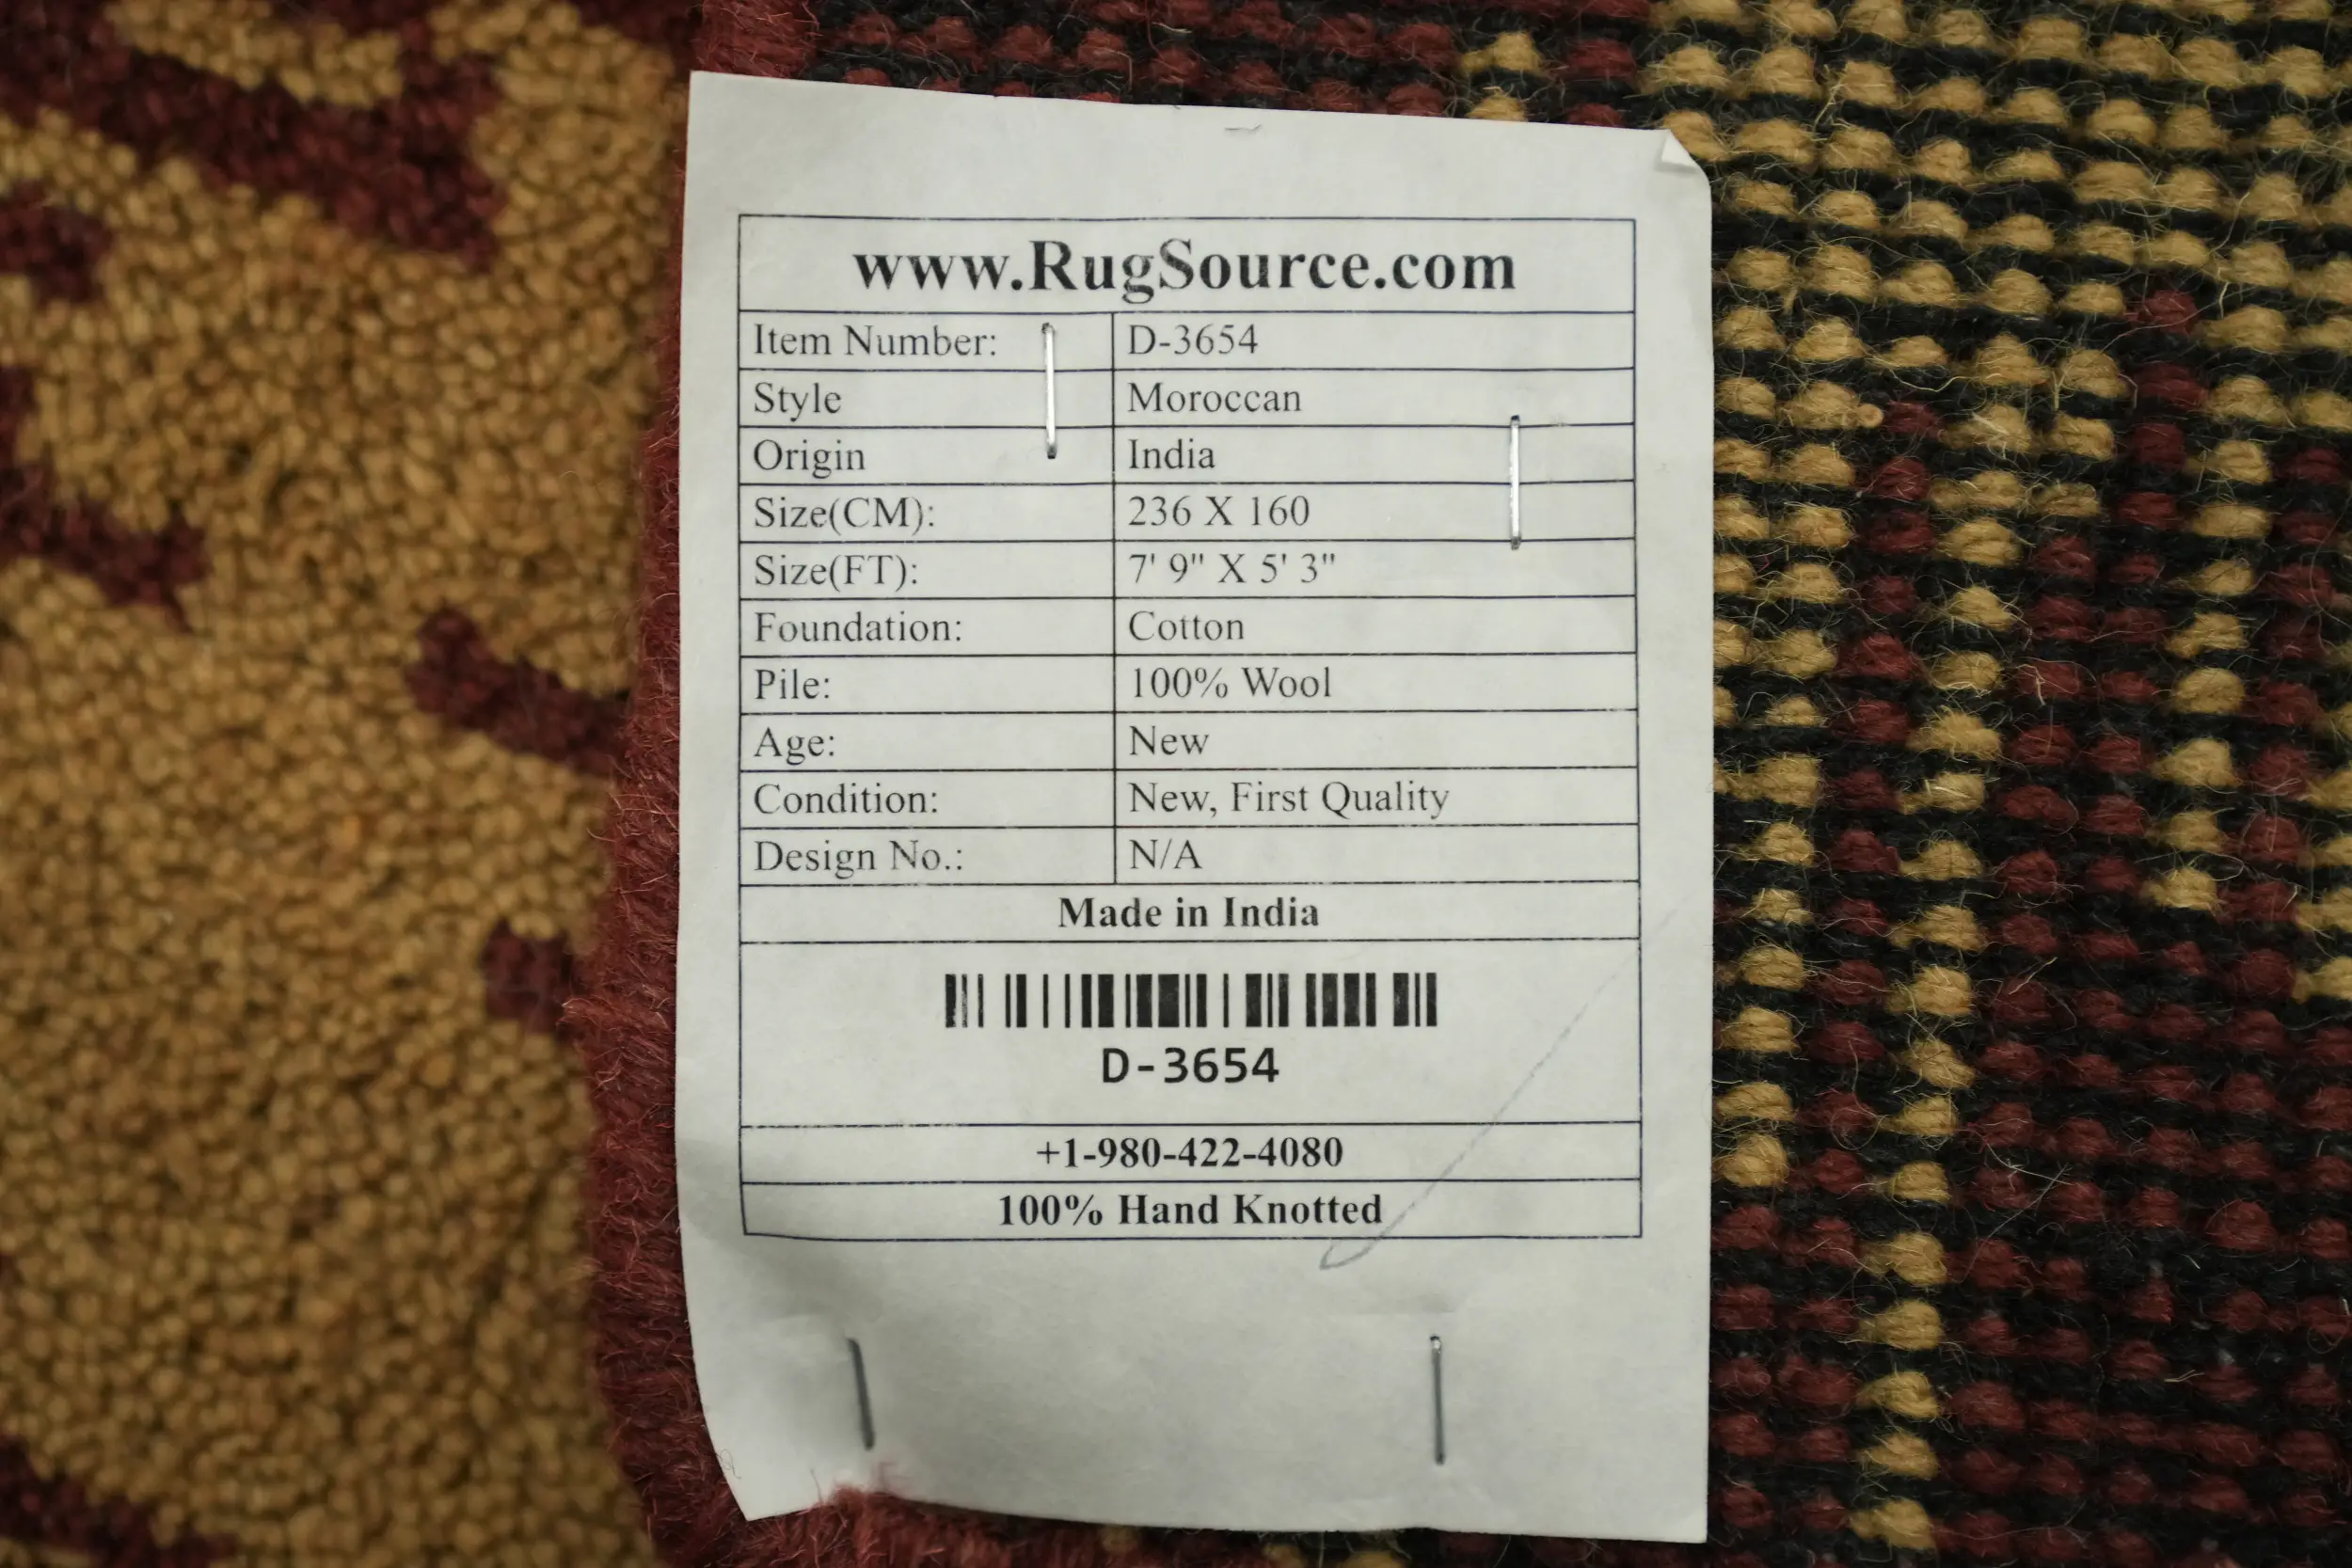 www.RugSource.com
Item Number: D-3654
Style Moroccan
Origin India
Size(CM): 236 X 160
Size(FT): 7' 9" X 5' 3"
Foundation: Cotton
Pile: 100% Wool
Age: New
Condition: New, First Quality
Design No.: N/A
Made in India
D-3654
+1-980-422-4080
100% Hand Knotted